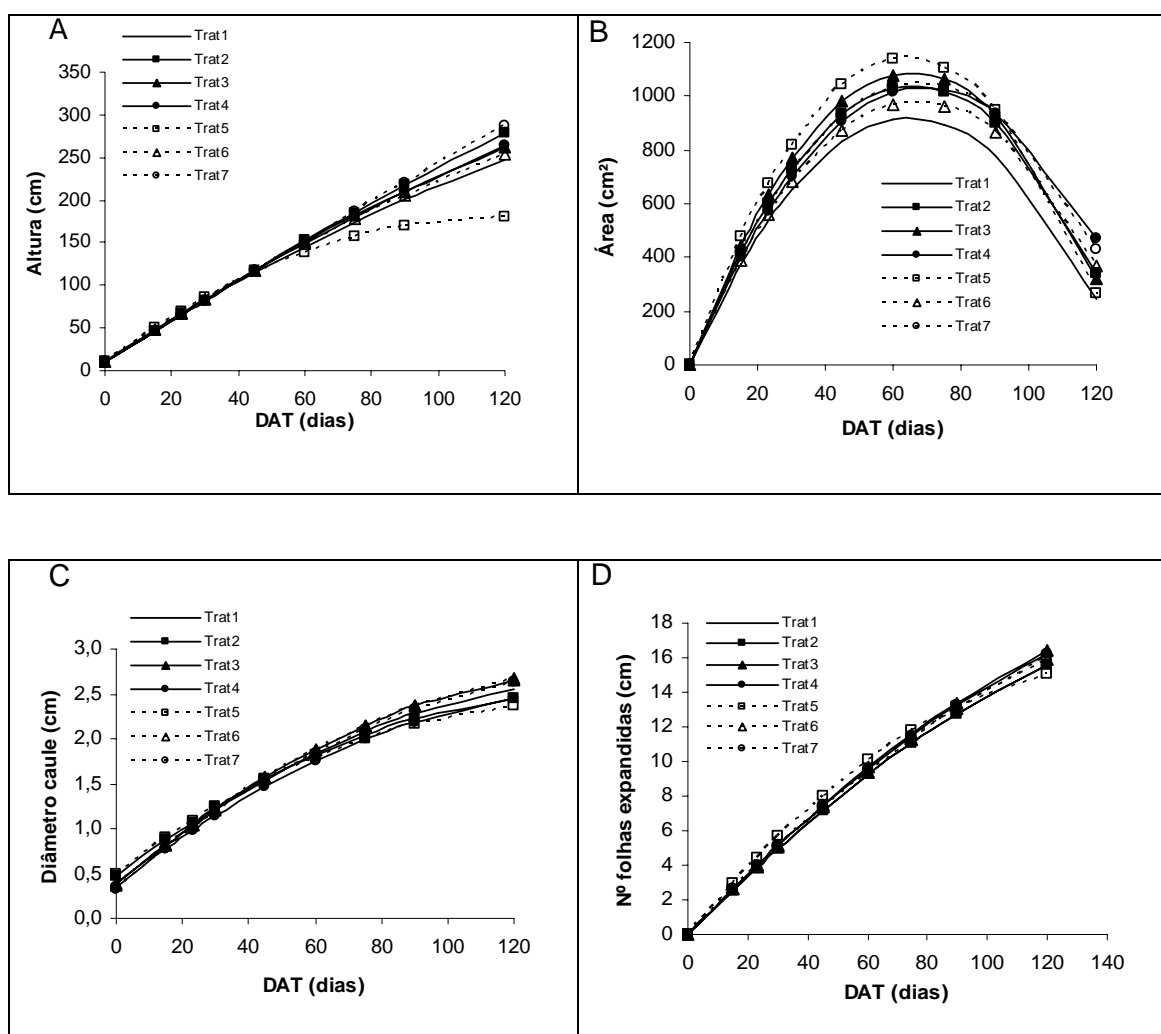 A
Trat1
Trat2
Trat3
Trat4
Trat5
Trat6
Trat7
350
300
250
200
150
100
50
0
Altura (cm)
0 20 40 60 80 100 120
DAT (dias)
B
1200
1000
800
600
400
200
0
Área (cm²)
Trat1
Trat2
Trat3
Trat4
Trat5
Trat6
Trat7
0 20 40 60 80 100 120
DAT (dias)
C
Trat1
Trat2
Trat3
Trat4
Trat5
Trat6
Trat7
3,0
2,5
2,0
1,5
1,0
0,5
0,0
Diâmetro caule (cm)
0 20 40 60 80 100 120
DAT (dias)
D
Trat1
Trat2
Trat3
Trat4
Trat5
Trat6
Trat7
18
16
14
12
10
8
6
4
2
0
Nº folhas expandidas (cm)
0 20 40 60 80 100 120 140
DAT (dias)